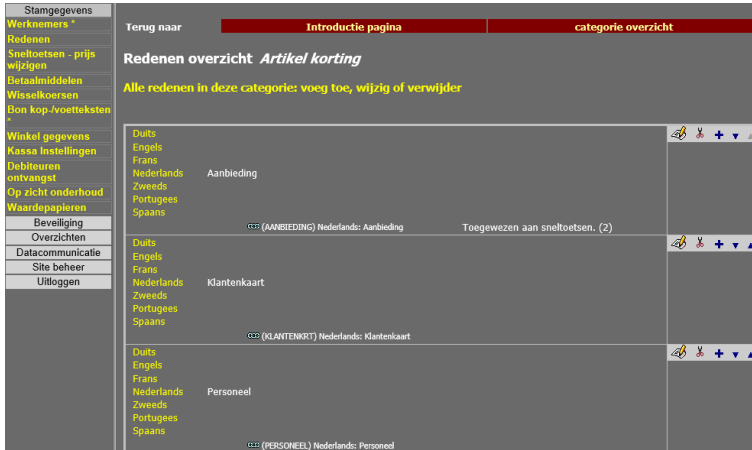 Stamgegevens
Werknemers *
Redenen
Sneltoetsen - prijs
wijzigen
Betaalmiddelen
Wisselkoersen
Bon kop-/voetteksten
*
Winkel gegevens
Kassa Instellingen
Debiteuren
ontvangst
Op zicht onderhoud
Waardepapieren
Beveiliging
Overzichten
Datacommunicatie
Site beheer
Uitloggen
Terug naar Introductie pagina categorie overzicht
Redenen overzicht Artikel korting
Alle redenen in deze categorie: voeg toe, wijzig of verwijder
Duits
Engels
Frans
Nederlands Aanbieding
Zweeds
Portugees
Spaans
(AANBIEDING) Nederlands: Aanbieding Toegewezen aan sneltoetsen. (2)
Duits
Engels
Frans
Nederlands Klantenkaart
Zweeds
Portugees
Spaans
(KLANTENKRT) Nederlands: Klantenkaart
Duits
Engels
Frans
Nederlands Personeel
Zweeds
Portugees
Spaans
(PERSONEEL) Nederlands: Personeel